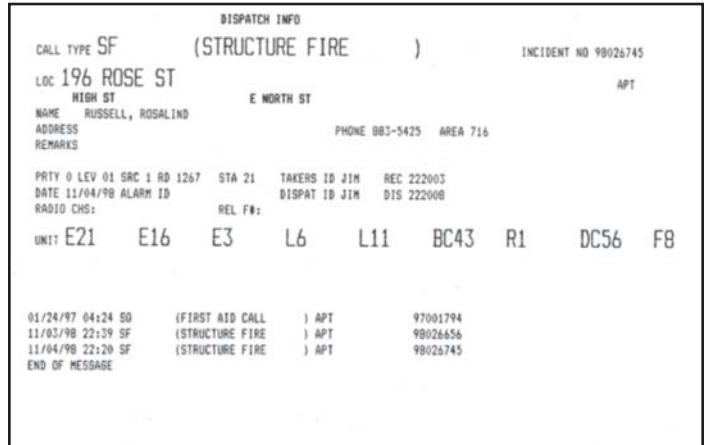 DISPATCH INFO
CALL TYPE SF (STRUCTURE FIRE ) INCIDENT NO 98026745
LOC 196 ROSE ST APT
HIGH ST E NORTH ST
NAME RUSSELL, ROSALIND
ADDRESS PHONE 883-5425 AREA 716
REMARKS
PRTY 0 LEV 01 SRC 1 RD 1267 STA 21 TAKERS ID JIM REC 222003
DATE 11/04/98 ALARM ID DISPAT ID JIM DIS 222008
RADIO CHS: REL F#:
UNIT E21 E16 E3 L6 L11 BC43 R1 DC56 F8
01/24/97 04:24 SQ (FIRST AID CALL ) APT 97001794
11/03/98 22:39 SF (STRUCTURE FIRE ) APT 98026656
11/04/98 22:20 SF (STRUCTURE FIRE ) APT 98026745
END OF MESSAGE